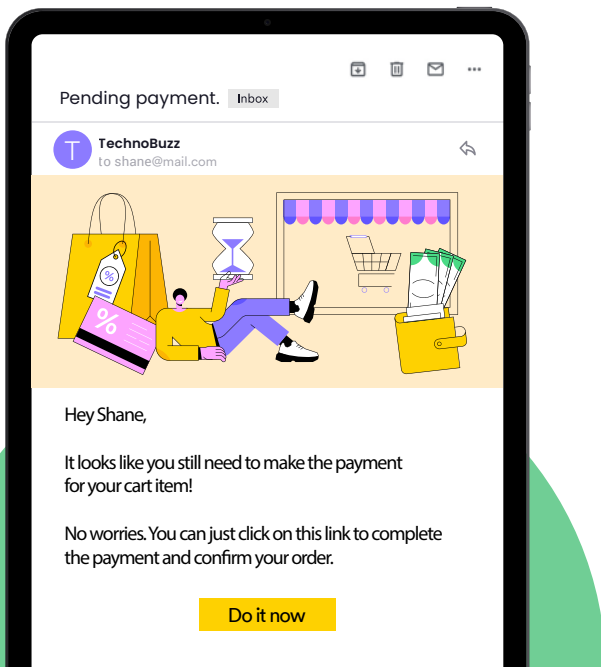 Pending payment. Inbox
T
TechnoBuzz
to shane@mail.com
%
%
Hey Shane,
It looks like you still need to make the payment
for your cart item!
No worries. You can just click on this link to complete
the payment and confirm your order.
Do it now